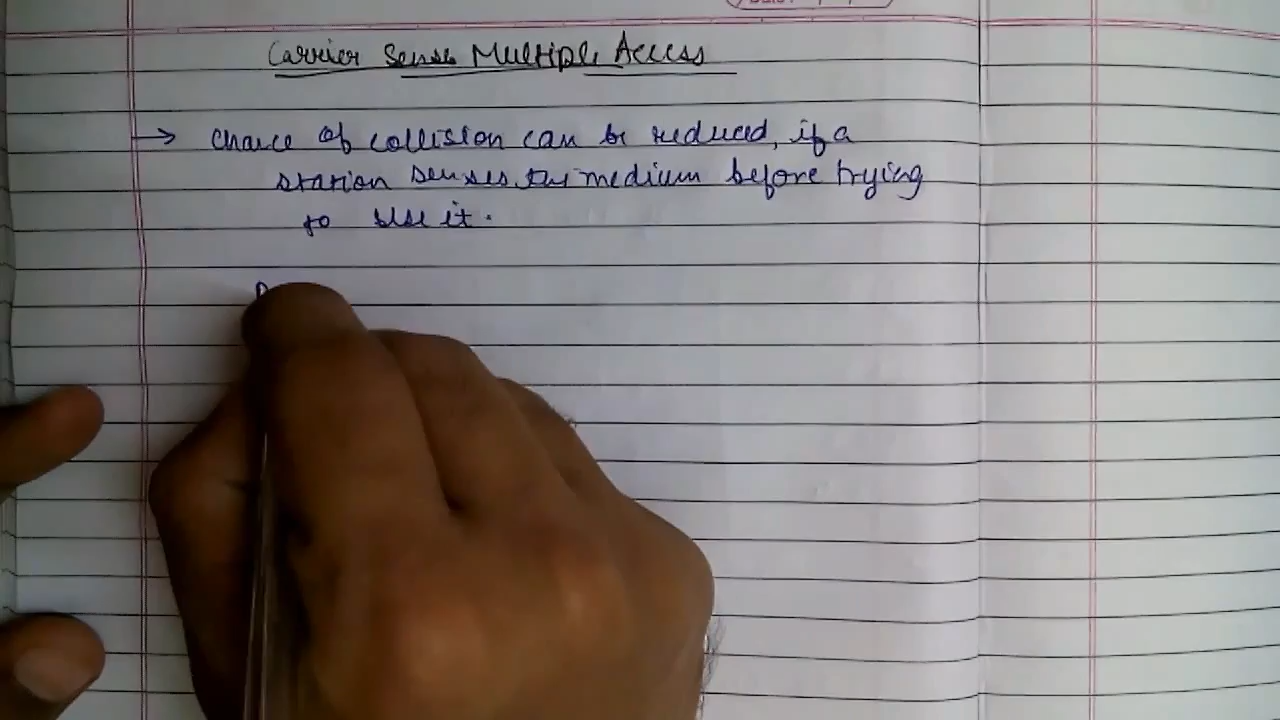 Carrier Sense Multiple Access
→ chance of collision can be reduced, if a
station senses the medium before trying
to use it.